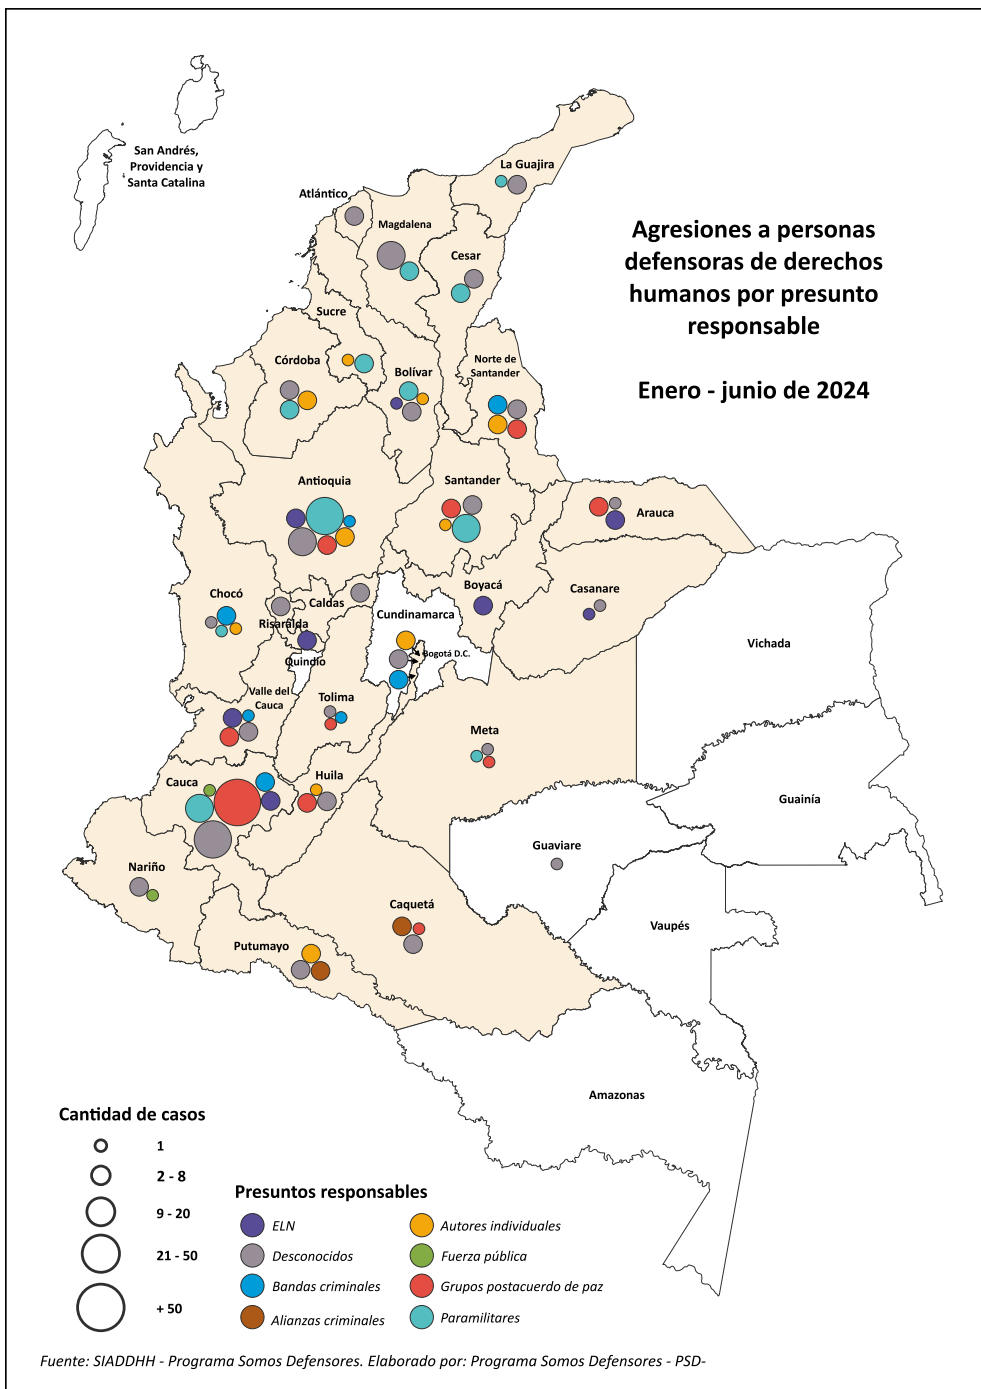 San Andrés,
Providencia y
Santa Catalina
La Guajira
Atlántico
Magdalena
Cesar
Agresiones a personas
defensoras de derechos
humanos por presunto
responsable
Enero - junio de 2024
Sucre
Córdoba
Bolívar
Norte de
Santander
Antioquia
Santander
Arauca
Chocó
Caldas
Risaralda
Cundinamarca
Boyacá
Casanare
Vichada
Quindío
Bogotá D.C.
Valle del
Cauca
Tolima
Meta
Cauca
Huila
Guainía
Guaviare
Nariño
Caquetá
Vaupés
Putumayo
Amazonas
Cantidad de casos
1
2 - 8
9 - 20
21 - 50
+ 50
Presuntos responsables
ELN
Desconocidos
Bandas criminales
Alianzas criminales
Autores individuales
Fuerza pública
Grupos postacuerdo de paz
Paramilitares
Fuente: SIADDHH - Programa Somos Defensores. Elaborado por: Programa Somos Defensores - PSD-